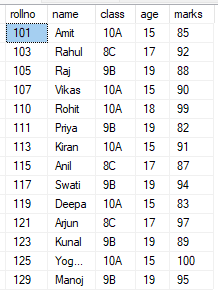 rollno name class age marks
101 Amit 10A 15 85
103 Rahul 8C 17 92
105 Raj 9B 19 88
107 Vikas 10A 15 90
110 Rohit 10A 18 99
111 Priya 9B 19 82
113 Kiran 10A 15 91
115 Anil 8C 17 87
117 Swati 9B 19 94
119 Deepa 10A 15 83
121 Arjun 8C 17 97
123 Kunal 9B 19 89
125 Yog... 10A 15 100
129 Manoj 9B 19 95